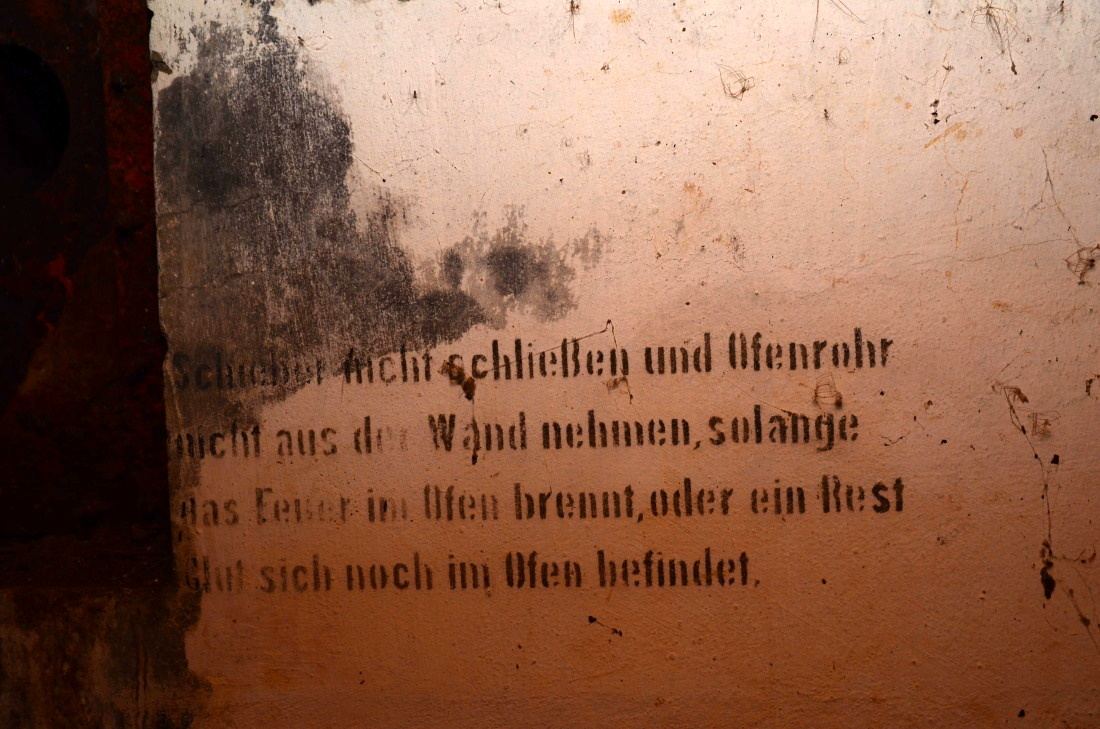 Schieber nicht schließen und Ofenrohr
nicht aus der Wand nehmen, solange
das Feuer im Ofen brennt, oder ein Rest
Glut sich noch im Ofen befindet.